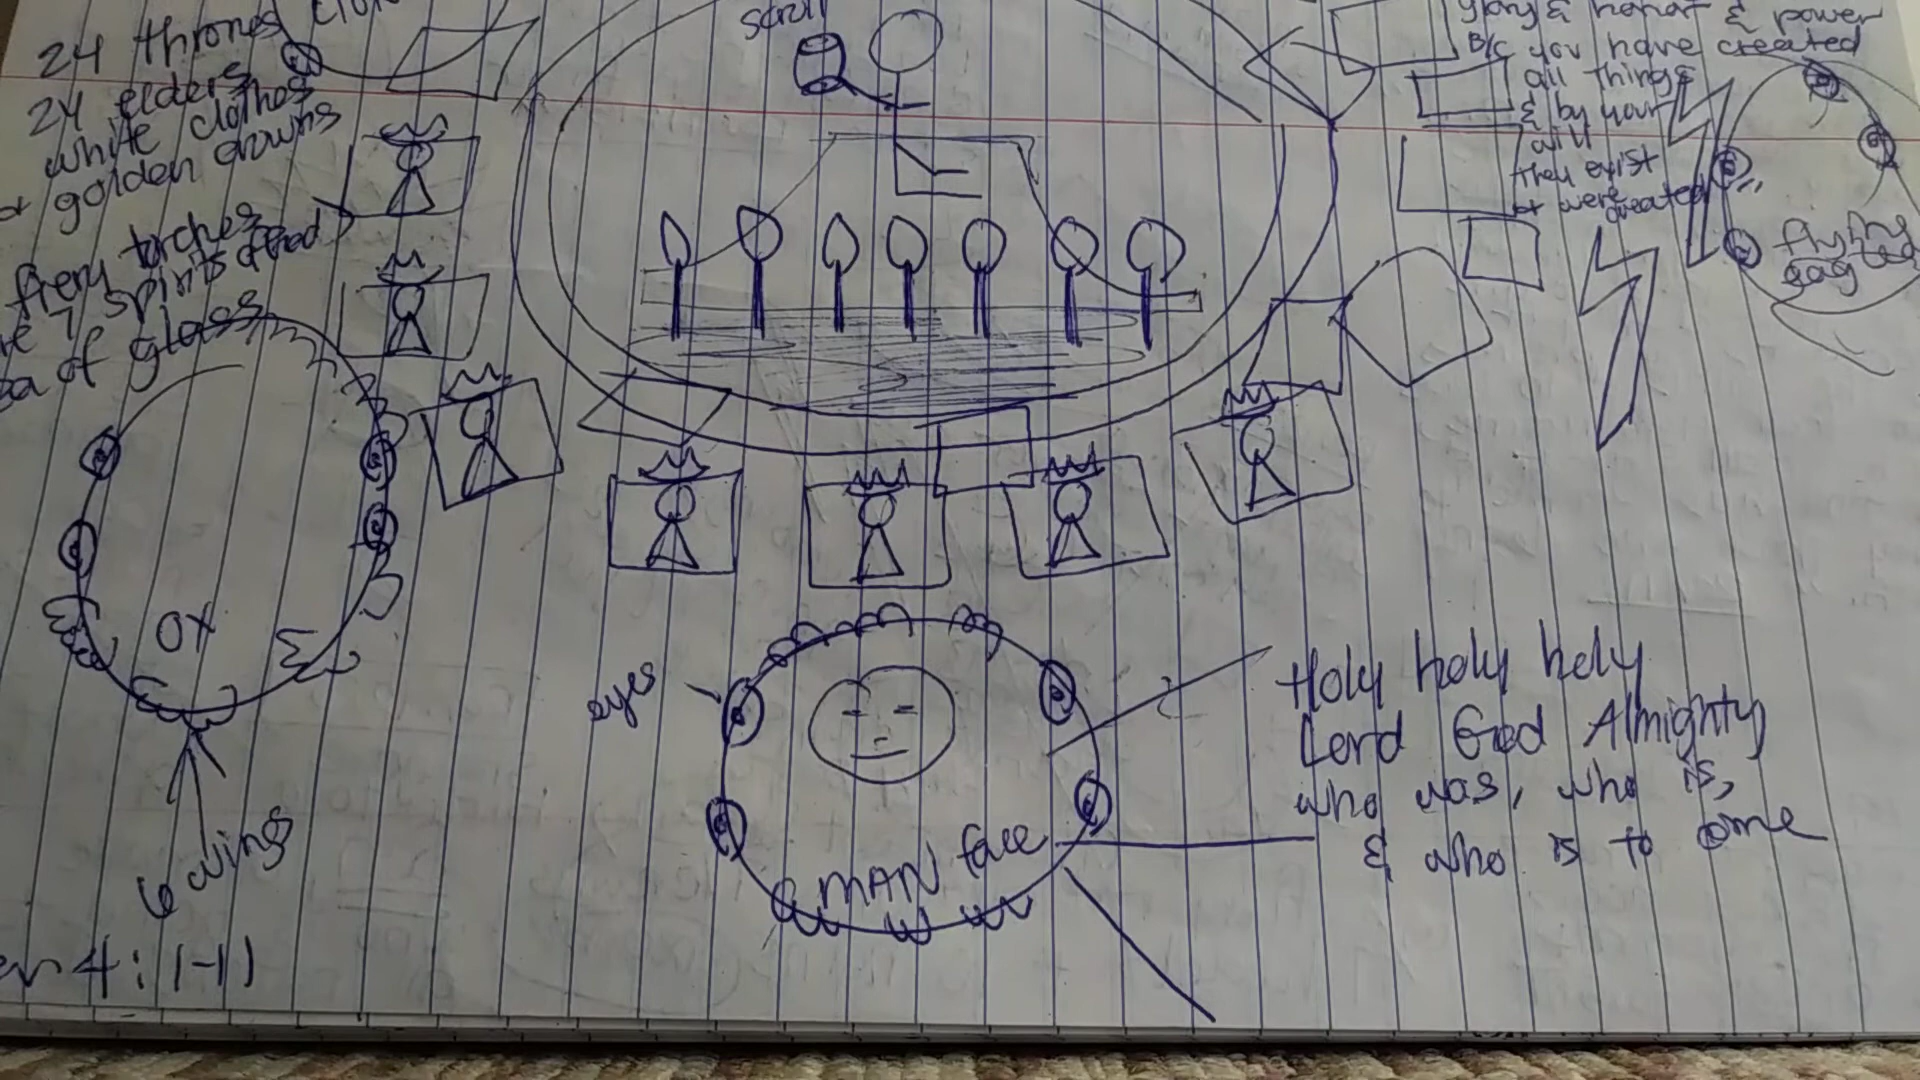 24 thrones
24 elders
white clothes
golden crowns
firery torches
7 spirits of God
of glass
scroll
glory & honor & power
B/c you have created
all things
& by your
will
they exist
& were
created
flying
OX
6 wings
4:1-11
eyes
MAN face
Holy holy holy
Lord God Almighty
who was, who is,
& who is to come